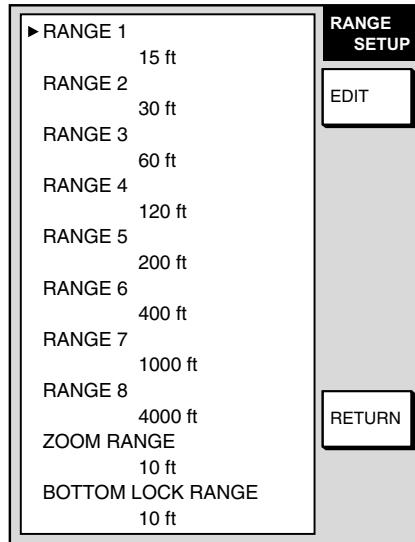 ▶RANGE 1
15 ft
RANGE 2
30 ft
RANGE 3
60 ft
RANGE 4
120 ft
RANGE 5
200 ft
RANGE 6
400 ft
RANGE 7
1000 ft
RANGE 8
4000 ft
ZOOM RANGE
10 ft
BOTTOM LOCK RANGE
10 ft
RANGE
SETUP
EDIT
RETURN